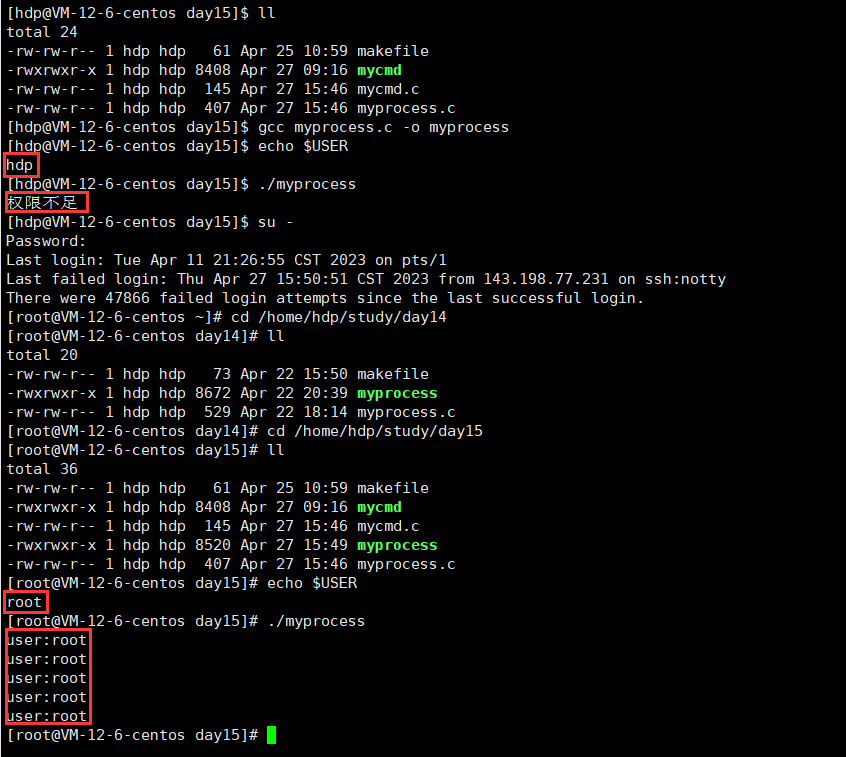 [hdp@VM-12-6-centos day15]$ ll
total 24
-rw-rw-r-- 1 hdp hdp   61 Apr 25 10:59 makefile
-rwxrwxr-x 1 hdp hdp 8408 Apr 27 09:16 mycmd
-rw-rw-r-- 1 hdp hdp  145 Apr 27 15:46 mycmd.c
-rw-rw-r-- 1 hdp hdp  407 Apr 27 15:46 myprocess.c
[hdp@VM-12-6-centos day15]$ gcc myprocess.c -o myprocess
[hdp@VM-12-6-centos day15]$ echo $USER
hdp
[hdp@VM-12-6-centos day15]$ ./myprocess
权限不足
[hdp@VM-12-6-centos day15]$ su -
Password:
Last login: Tue Apr 11 21:26:55 CST 2023 on pts/1
Last failed login: Thu Apr 27 15:50:51 CST 2023 from 143.198.77.231 on ssh:notty
There were 47866 failed login attempts since the last successful login.
[root@VM-12-6-centos ~]# cd /home/hdp/study/day14
[root@VM-12-6-centos day14]# ll
total 20
-rw-rw-r-- 1 hdp hdp   73 Apr 22 15:50 makefile
-rwxrwxr-x 1 hdp hdp 8672 Apr 22 20:39 myprocess
-rw-rw-r-- 1 hdp hdp  529 Apr 22 18:14 myprocess.c
[root@VM-12-6-centos day14]# cd /home/hdp/study/day15
[root@VM-12-6-centos day15]# ll
total 36
-rw-rw-r-- 1 hdp hdp   61 Apr 25 10:59 makefile
-rwxrwxr-x 1 hdp hdp 8408 Apr 27 09:16 mycmd
-rw-rw-r-- 1 hdp hdp  145 Apr 27 15:46 mycmd.c
-rwxrwxr-x 1 hdp hdp 8520 Apr 27 15:49 myprocess
-rw-rw-r-- 1 hdp hdp  407 Apr 27 15:46 myprocess.c
[root@VM-12-6-centos day15]# echo $USER
root
[root@VM-12-6-centos day15]# ./myprocess
user:root
user:root
user:root
user:root
user:root
[root@VM-12-6-centos day15]#